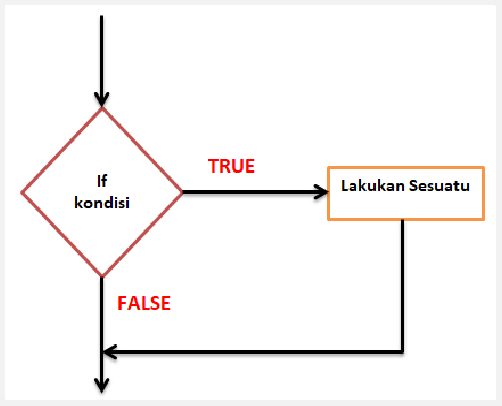 If
kondisi
TRUE
Lakukan Sesuatu
FALSE